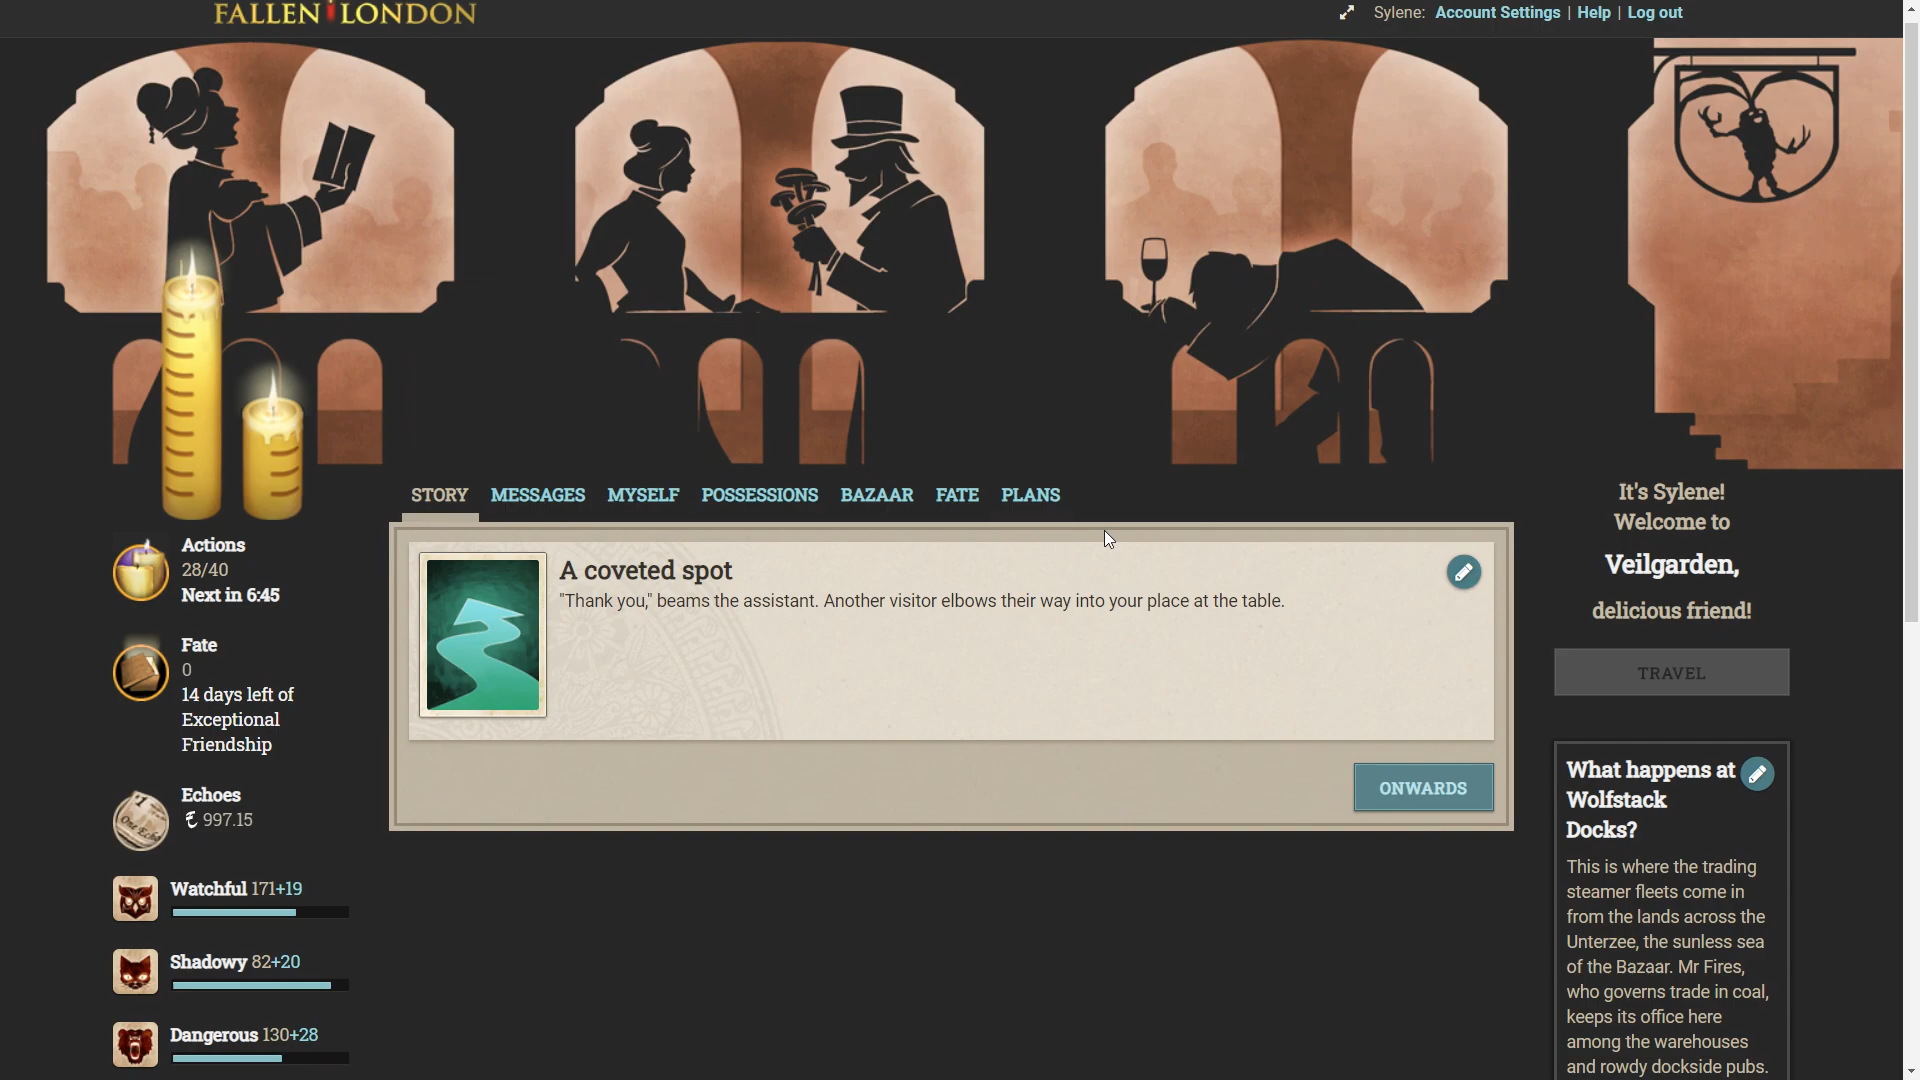 FALLEN LONDON
Sylene: Account Settings | Help | Log out
STORY MESSAGES MYSELF POSSESSIONS BAZAAR FATE PLANS
Actions
28/40
Next in 6:45
Fate
0
14 days left of
Exceptional
Friendship
Echoes
997.15
Watchful 171+19
Shadowy 82+20
Dangerous 130+28
A coveted spot
"Thank you," beams the assistant. Another visitor elbows their way into your place at the table.
ONWARDS
It's Sylene!
Welcome to
Veilgarden,
delicious friend!
TRAVEL
What happens at
Wolfstack
Docks?
This is where the trading
steamer fleets come in
from the lands across the
Unterzee, the sunless sea
of the Bazaar. Mr Fires,
who governs trade in coal,
keeps its office here
among the warehouses
and rowdy dockside pubs.